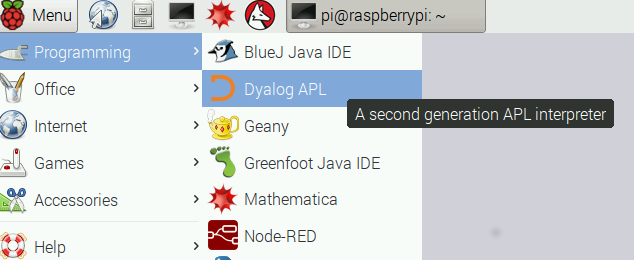 Menu
pi@raspberrypi: ~
Programming
Office
Internet
Games
Accessories
Help
BlueJ Java IDE
Dyalog APL
Geany
Greenfoot Java IDE
Mathematica
Node-RED
A second generation APL interpreter